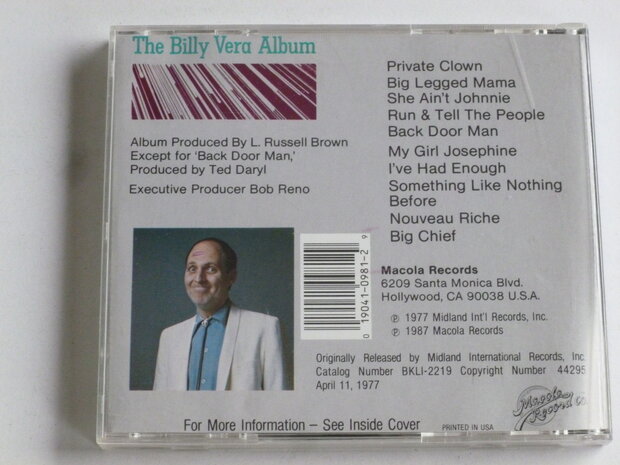 The Billy Vera Album
Album Produced By L. Russell Brown
Except for 'Back Door Man,'
Produced by Ted Daryl
Executive Producer Bob Reno
Private Clown
Big Legged Mama
She Ain't Johnnie
Run & Tell The People
Back Door Man
My Girl Josephine
I've Had Enough
Something Like Nothing
Before
Nouveau Riche
Big Chief
0 19041-0981-2 9
Macola Records
6209 Santa Monica Blvd.
Hollywood, CA 90038 U.S.A.
℗ 1977 Midland Int'l Records, Inc.
℗ 1987 Macola Records
Originally Released by Midland International Records, Inc.
Catalog Number BKLI-2219 Copyright Number 44295
April 11, 1977
Macola
Record Co.
For More Information – See Inside Cover
PRINTED IN USA